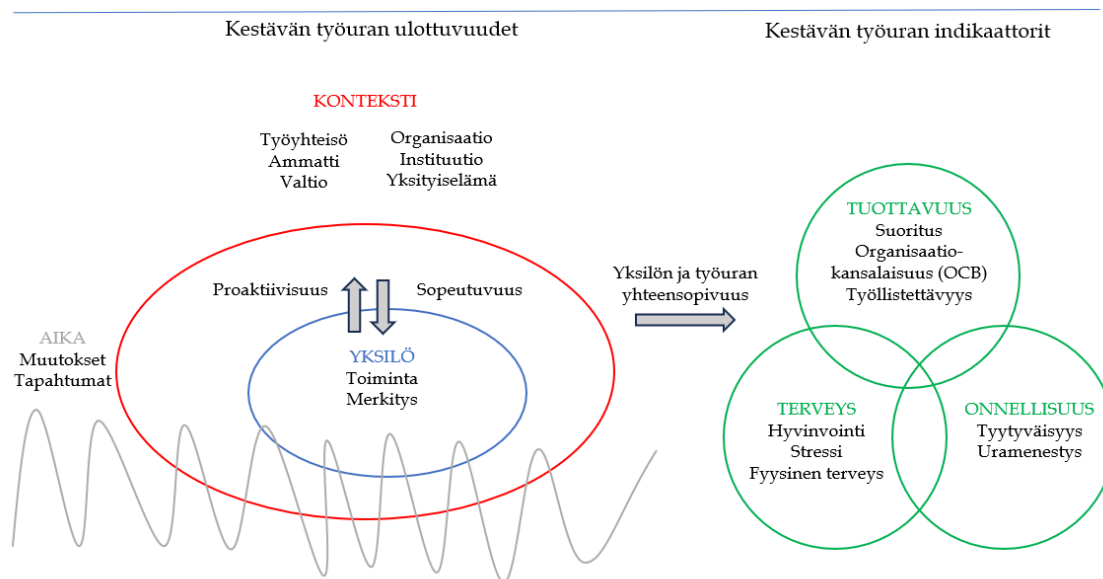 Kestävän työuran ulottuvuudet
Kestävän työuran indikaattorit
KONTEKSTI
Työyhteisö
Ammatti
Valtio
Organisaatio
Instituutio
Yksityiselämä
Proaktiivisuus
Sopeutuvuus
YKSILÖ
Toiminta
Merkitys
AIKA
Muutokset
Tapahtumat
Yksilön ja työuran
yhteensopivuus
TUOTTAVUUS
Suoritus
Organisaatio-
kansalaisuus (OCB)
Työllistettävyys
TERVEYS
Hyvinvointi
Stressi
Fyysinen terveys
ONNELLISUUS
Tyytyväisyys
Uramenestys